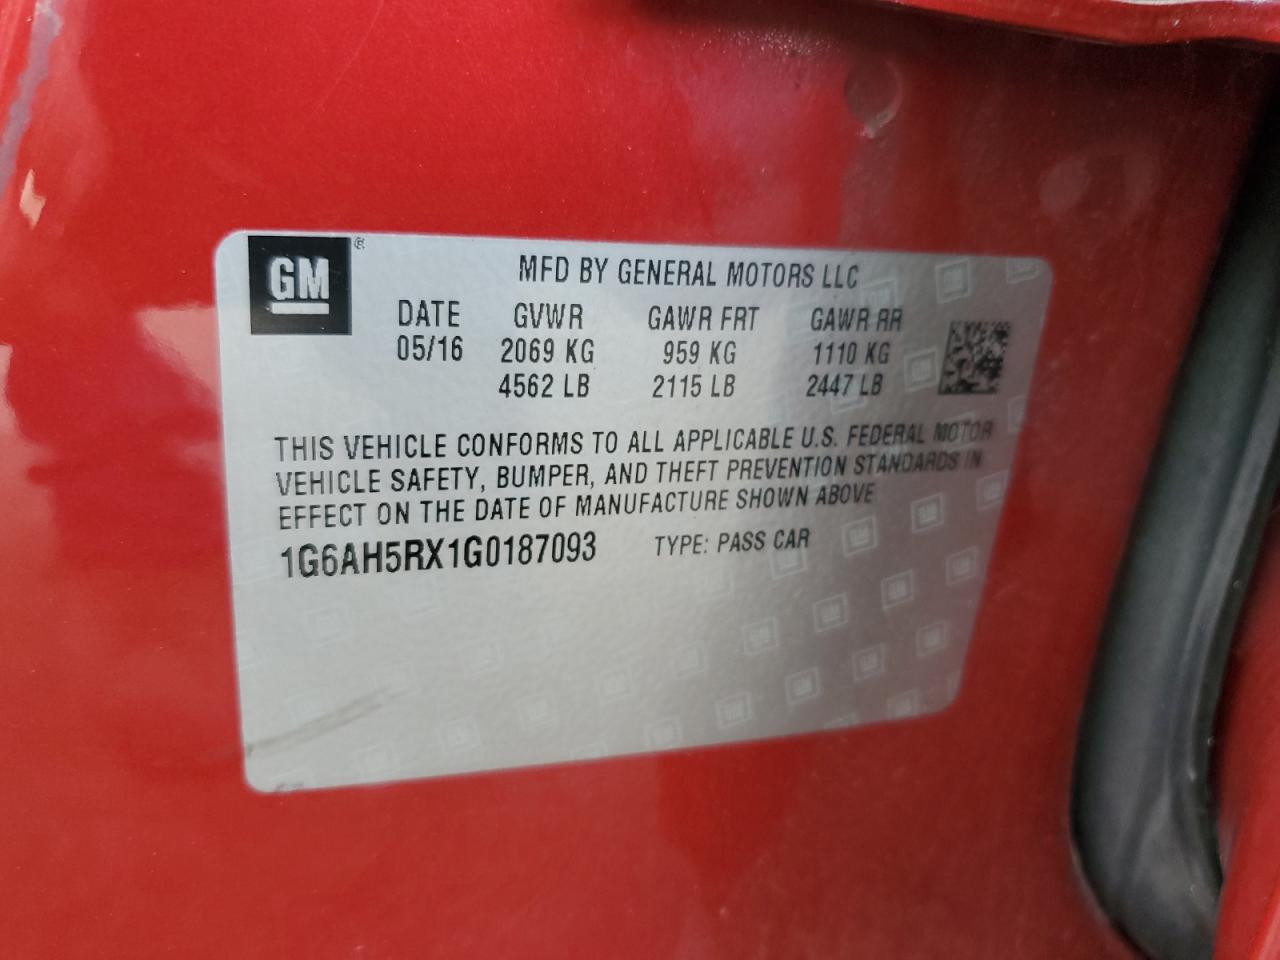 GM ®
MFD BY GENERAL MOTORS LLC
DATE GVWR GAWR FRT GAWR RR
05/16 2069 KG 959 KG 1110 KG
4562 LB 2115 LB 2447 LB
THIS VEHICLE CONFORMS TO ALL APPLICABLE U.S. FEDERAL MOTOR
VEHICLE SAFETY, BUMPER, AND THEFT PREVENTION STANDARDS IN
EFFECT ON THE DATE OF MANUFACTURE SHOWN ABOVE
1G6AH5RX1G0187093 TYPE: PASS CAR